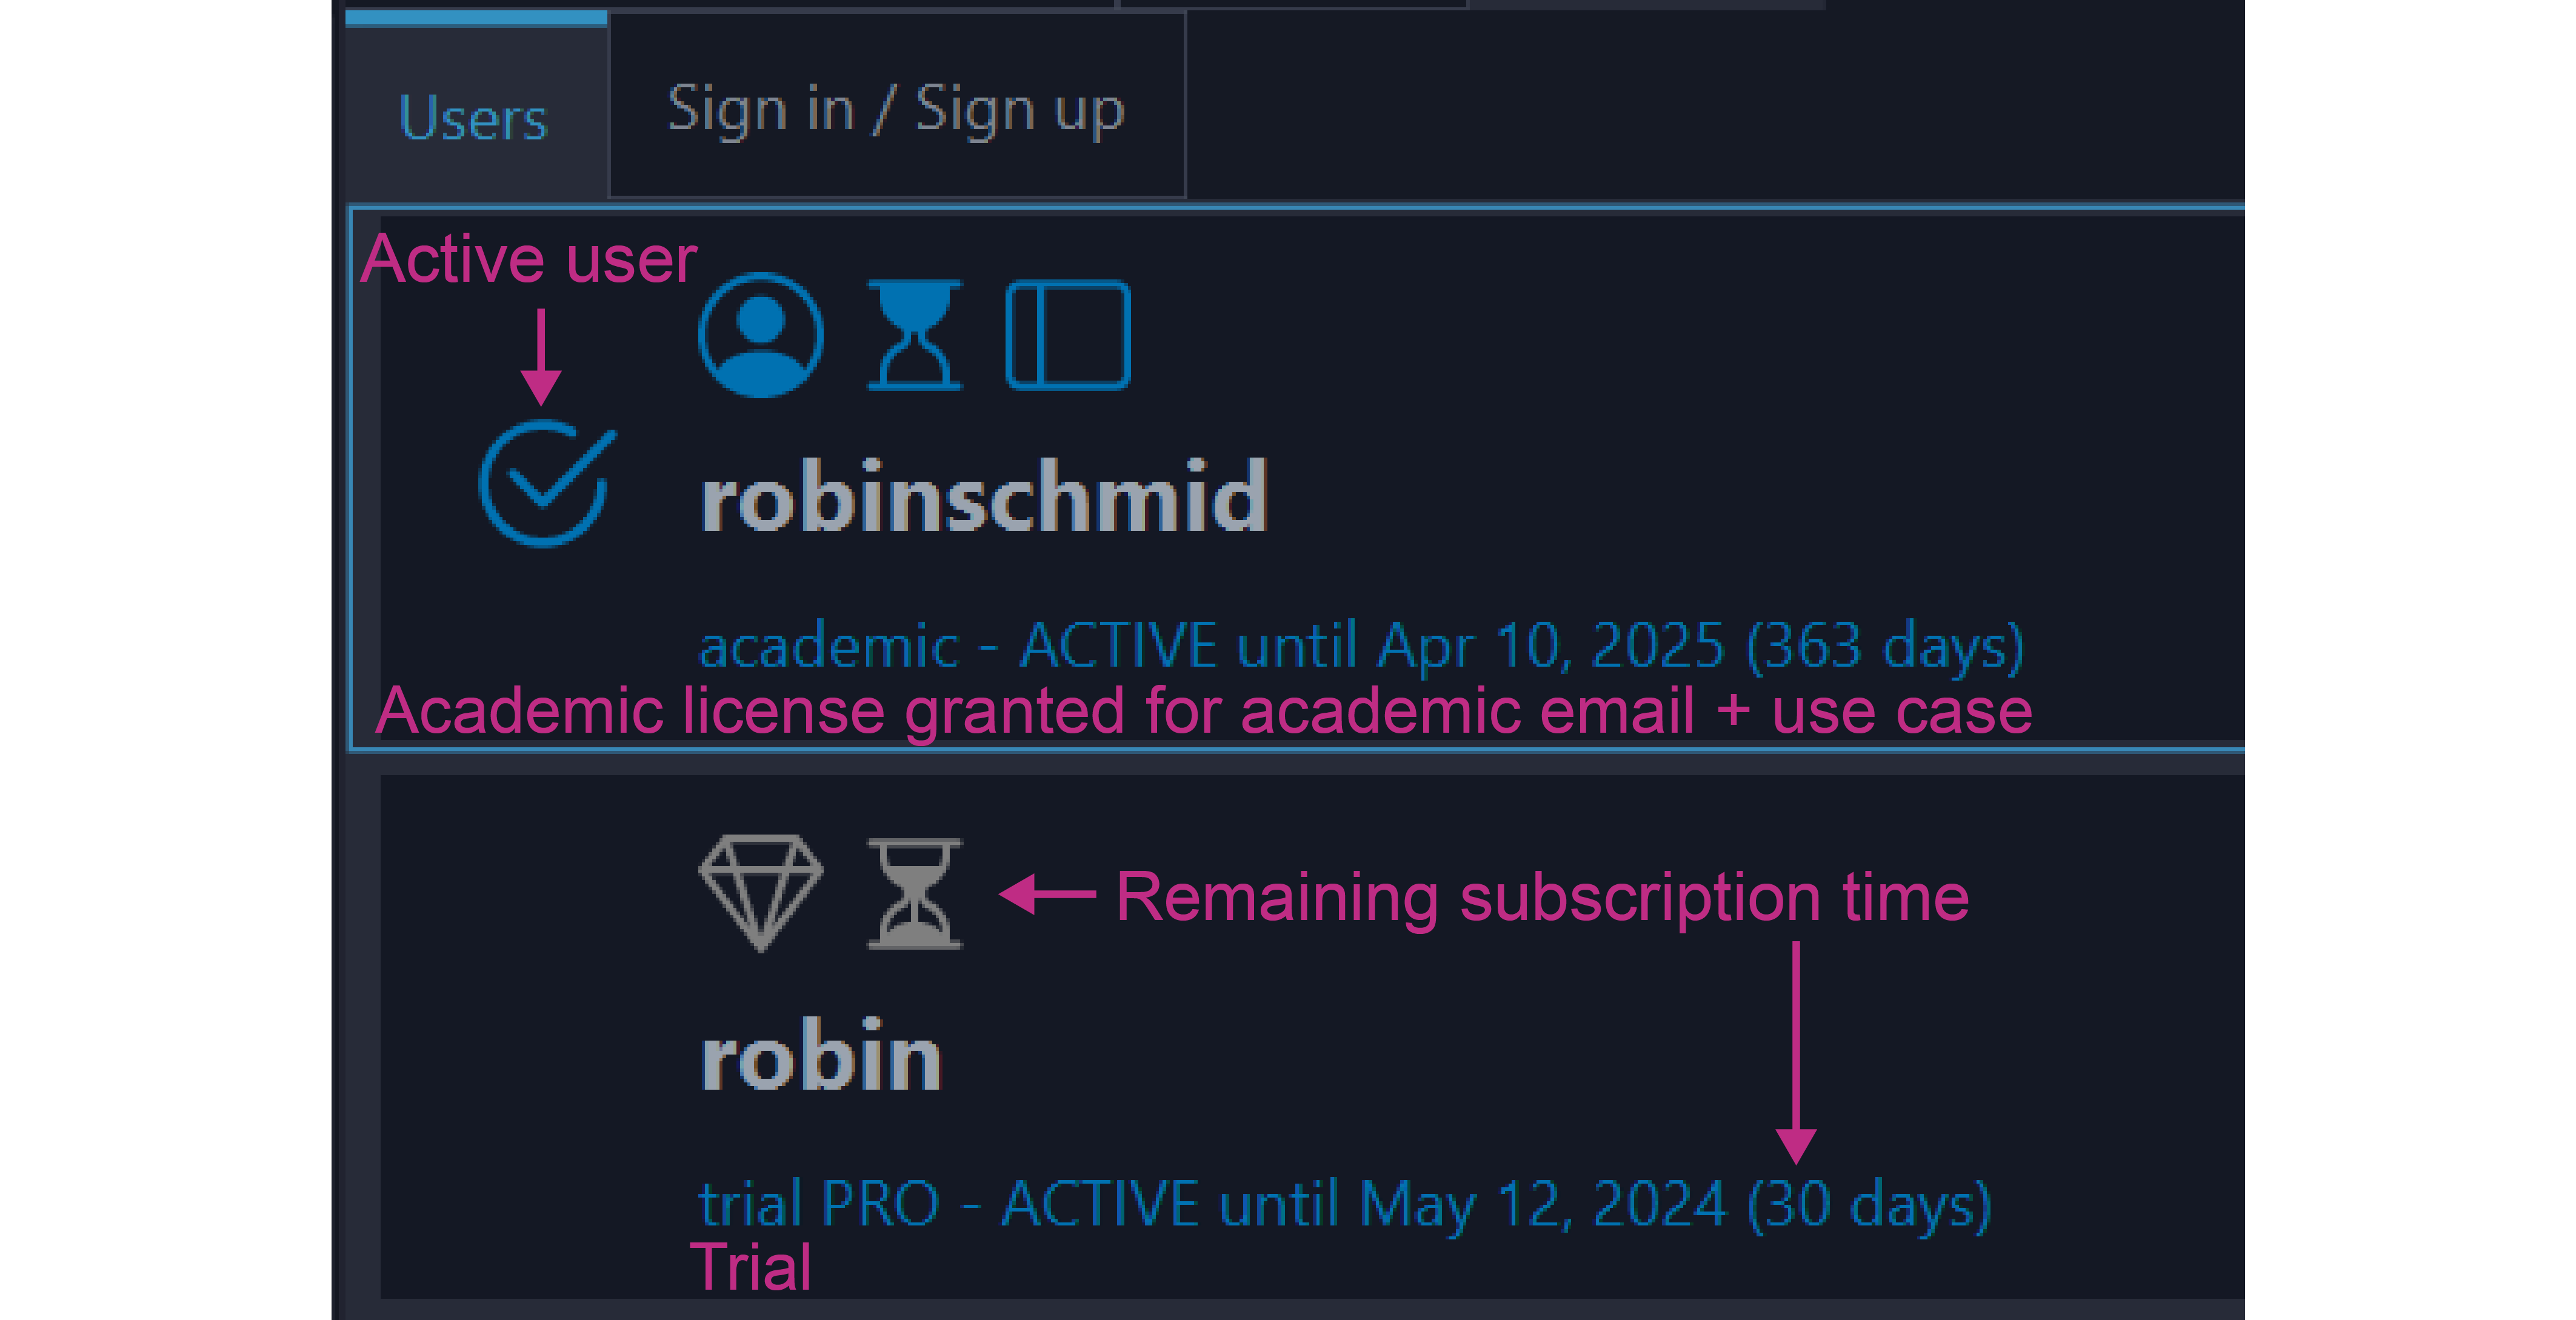 Users
Sign in / Sign up
Active user
robinschmid
academic - ACTIVE until Apr 10, 2025 (363 days)
Academic license granted for academic email + use case
Remaining subscription time
robin
trial PRO - ACTIVE until May 12, 2024 (30 days)
Trial